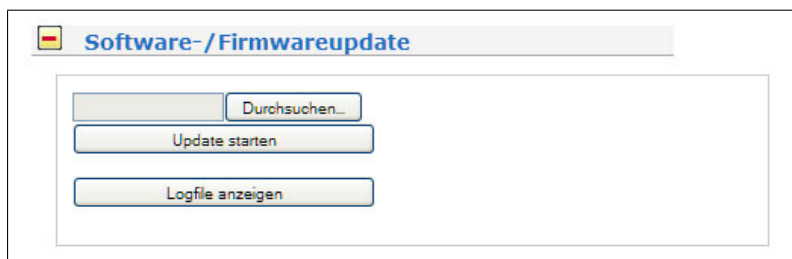 Software-/Firmwareupdate
Durchsuchen...
Update starten
Logfile anzeigen